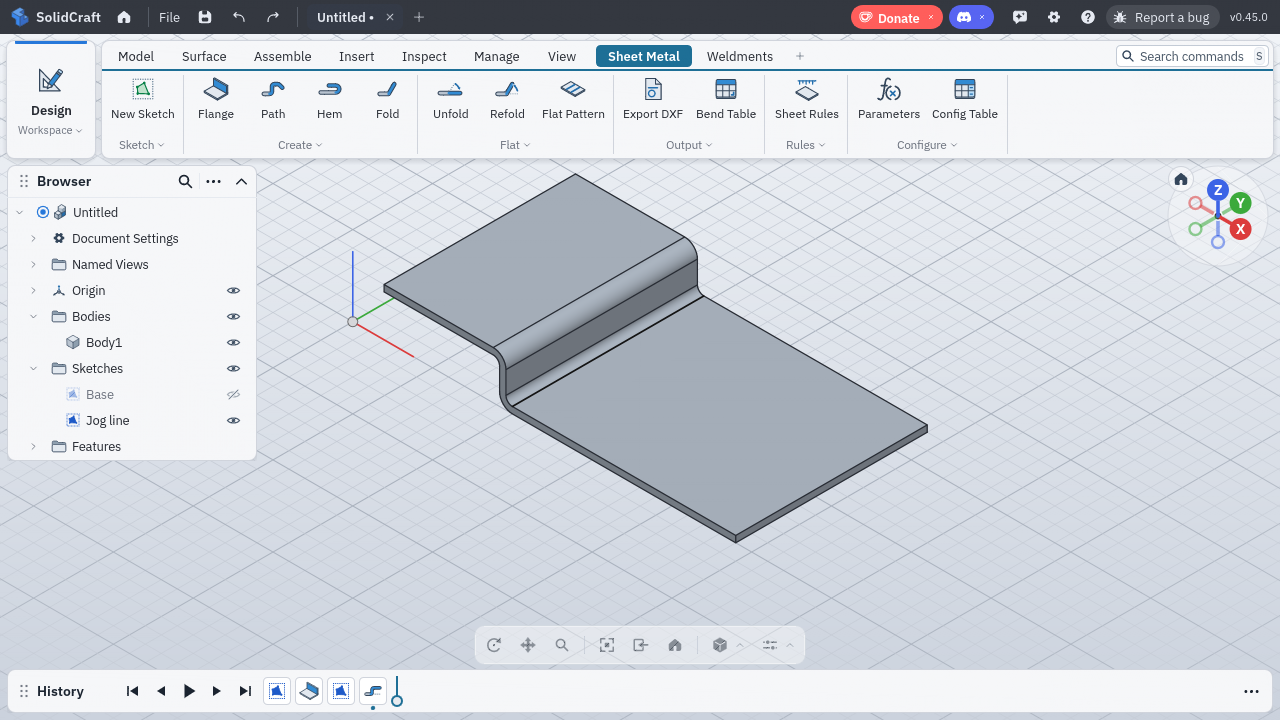 SolidCraft File Untitled • Donate × × Report a bug v0.45.0
Model Surface Assemble Insert Inspect Manage View Sheet Metal Weldments Search commands S
Design
Workspace
New Sketch Flange Path Hem Fold Unfold Refold Flat Pattern Export DXF Bend Table Sheet Rules Parameters Config Table
Sketch Create Flat Output Rules Configure
Browser
Untitled
Document Settings
Named Views
Origin
Bodies
Body1
Sketches
Base
Jog line
Features
Z
Y
X
History